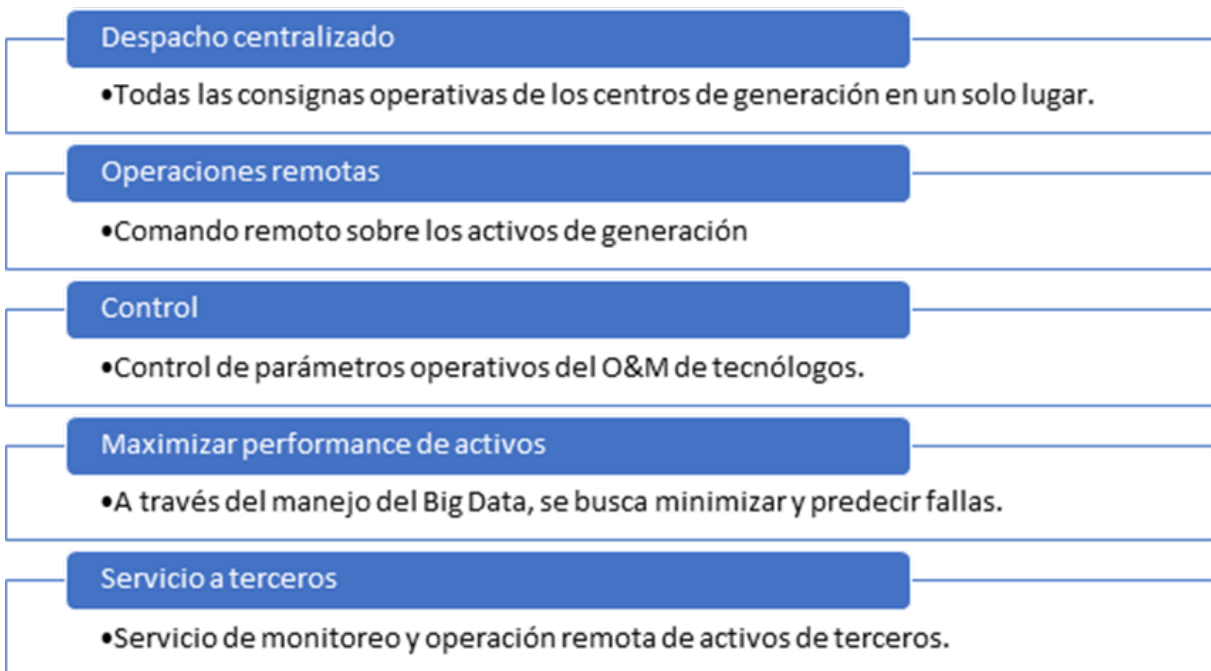 Despacho centralizado
•Todas las consignas operativas de los centros de generación en un solo lugar.
Operaciones remotas
•Comando remoto sobre los activos de generación
Control
•Control de parámetros operativos del O&M de tecnólogos.
Maximizar performance de activos
•A través del manejo del Big Data, se busca minimizar y predecir fallas.
Servicio a terceros
•Servicio de monitoreo y operación remota de activos de terceros.